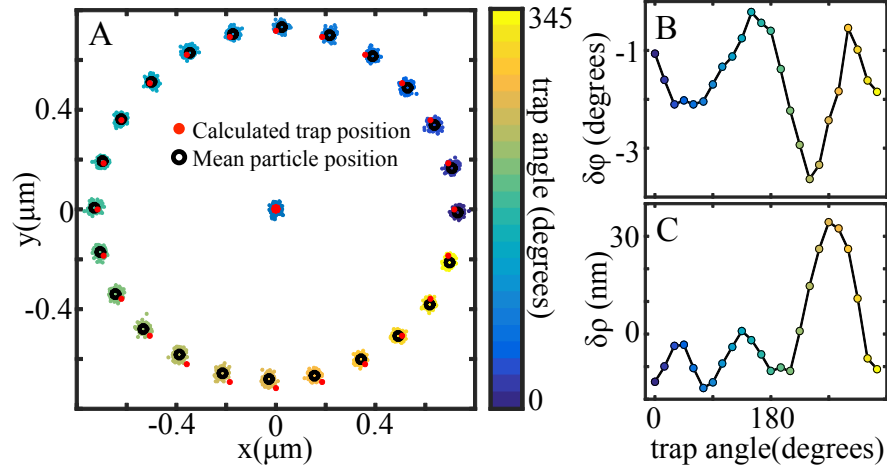 A
0.4
0
-0.4
y(μm)
-0.4
0
0.4
x(μm)
Calculated trap position
Mean particle position
345
0
trap angle (degrees)
B
-1
-3
δφ (degrees)
C
30
0
δρ (nm)
0
180
trap angle(degrees)